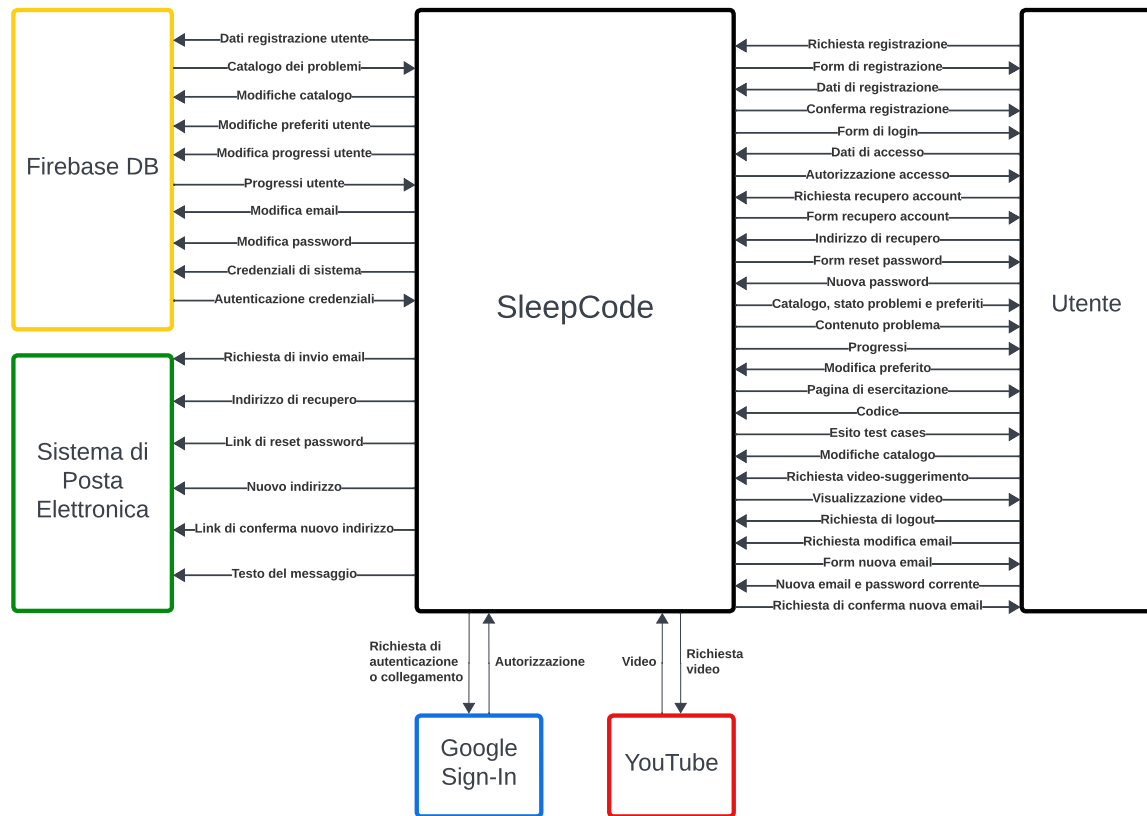 Firebase DB
Dati registrazione utente
Catalogo dei problemi
Modifiche catalogo
Modifiche preferiti utente
Modifica progressi utente
Progressi utente
Modifica email
Modifica password
Credenziali di sistema
Autenticazione credenziali
Sistema di
Posta
Elettronica
Richiesta di invio email
Indirizzo di recupero
Link di reset password
Nuovo indirizzo
Link di conferma nuovo indirizzo
Testo del messaggio
SleepCode
Richiesta registrazione
Form di registrazione
Dati di registrazione
Conferma registrazione
Form di login
Dati di accesso
Autorizzazione accesso
Richiesta recupero account
Form recupero account
Indirizzo di recupero
Form reset password
Nuova password
Catalogo, stato problemi e preferiti
Contenuto problema
Progressi
Modifica preferito
Pagina di esercitazione
Codice
Esito test cases
Modifiche catalogo
Richiesta video-suggerimento
Visualizzazione video
Richiesta di logout
Richiesta modifica email
Form nuova email
Nuova email e password corrente
Richiesta di conferma nuova email
Utente
Richiesta di
autenticazione
o collegamento
Autorizzazione
Video
Richiesta
video
Google
Sign-In
YouTube